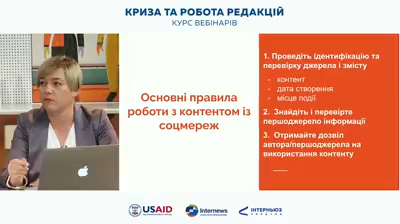 КРИЗА ТА РОБОТА РЕДАКЦІЙ
КУРС ВЕБІНАРІВ
Основні правила
роботи з контентом із
соцмереж
1. Проведіть ідентифікацію та
перевірку джерела і змісту
- контент
- дата створення
- місце події
2. Знайдіть і перевірте
першоджерело інформації
3. Отримайте дозвіл
автора/першоджерела на
використання контенту
USAID
Internews
ІНТЕРНЬЮЗ
УКРАЇНА